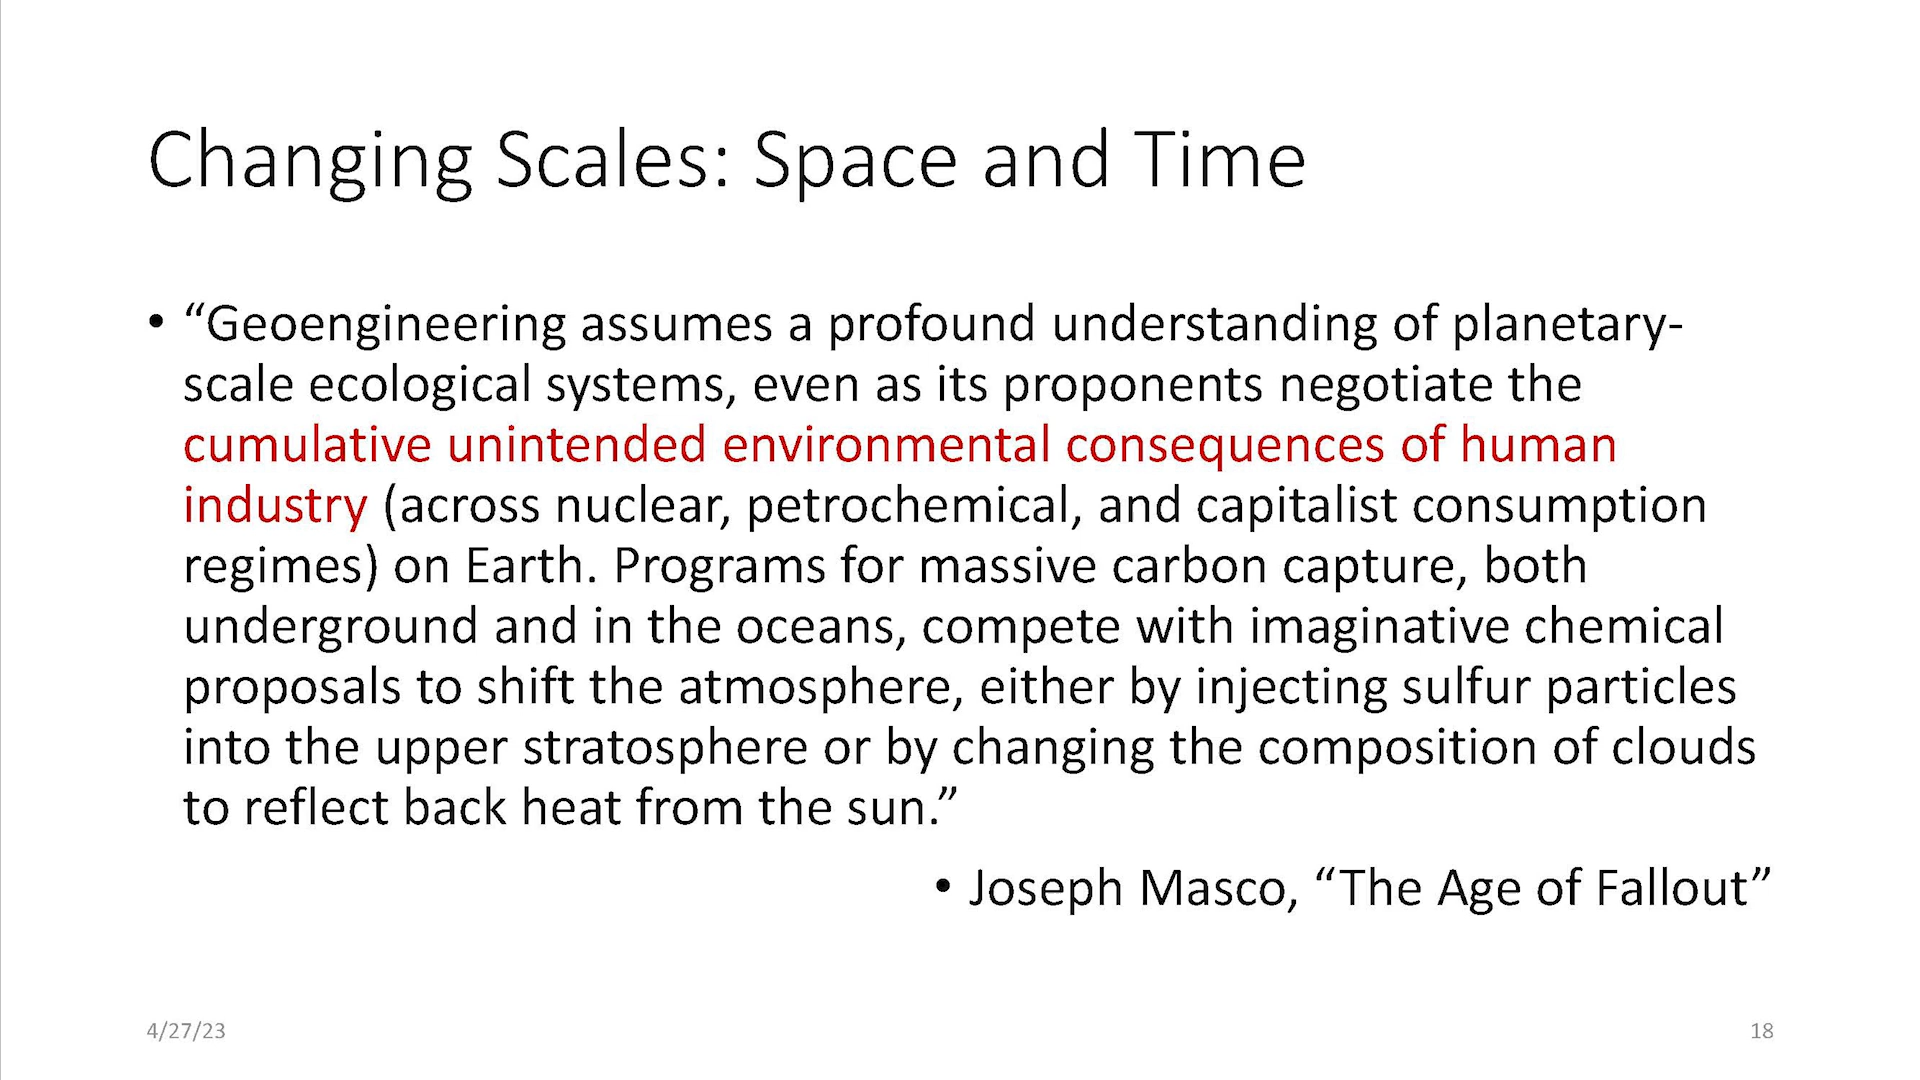 Changing Scales: Space and Time
• “Geoengineering assumes a profound understanding of planetary-
scale ecological systems, even as its proponents negotiate the
cumulative unintended environmental consequences of human
industry (across nuclear, petrochemical, and capitalist consumption
regimes) on Earth. Programs for massive carbon capture, both
underground and in the oceans, compete with imaginative chemical
proposals to shift the atmosphere, either by injecting sulfur particles
into the upper stratosphere or by changing the composition of clouds
to reflect back heat from the sun.”
• Joseph Masco, “The Age of Fallout”
4/27/23
18